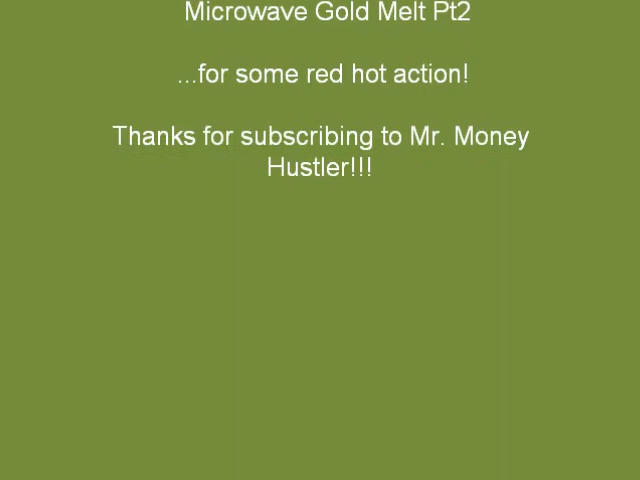 Microwave Gold Melt Pt2
...for some red hot action!
Thanks for subscribing to Mr. Money
Hustler!!!